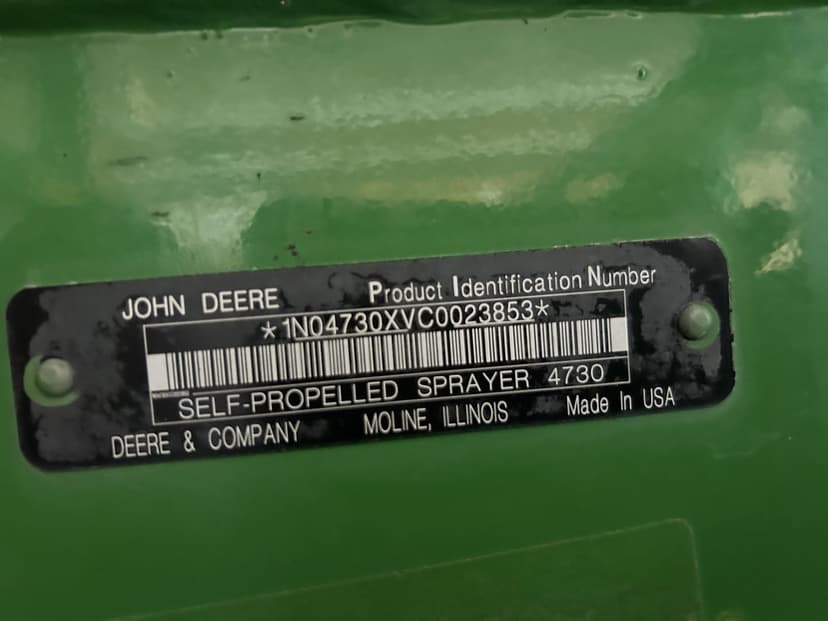 JOHN DEERE Product Identification Number
*1N04730XVC0023853*
SELF-PROPELLED SPRAYER 4730
DEERE & COMPANY MOLINE, ILLINOIS Made In USA